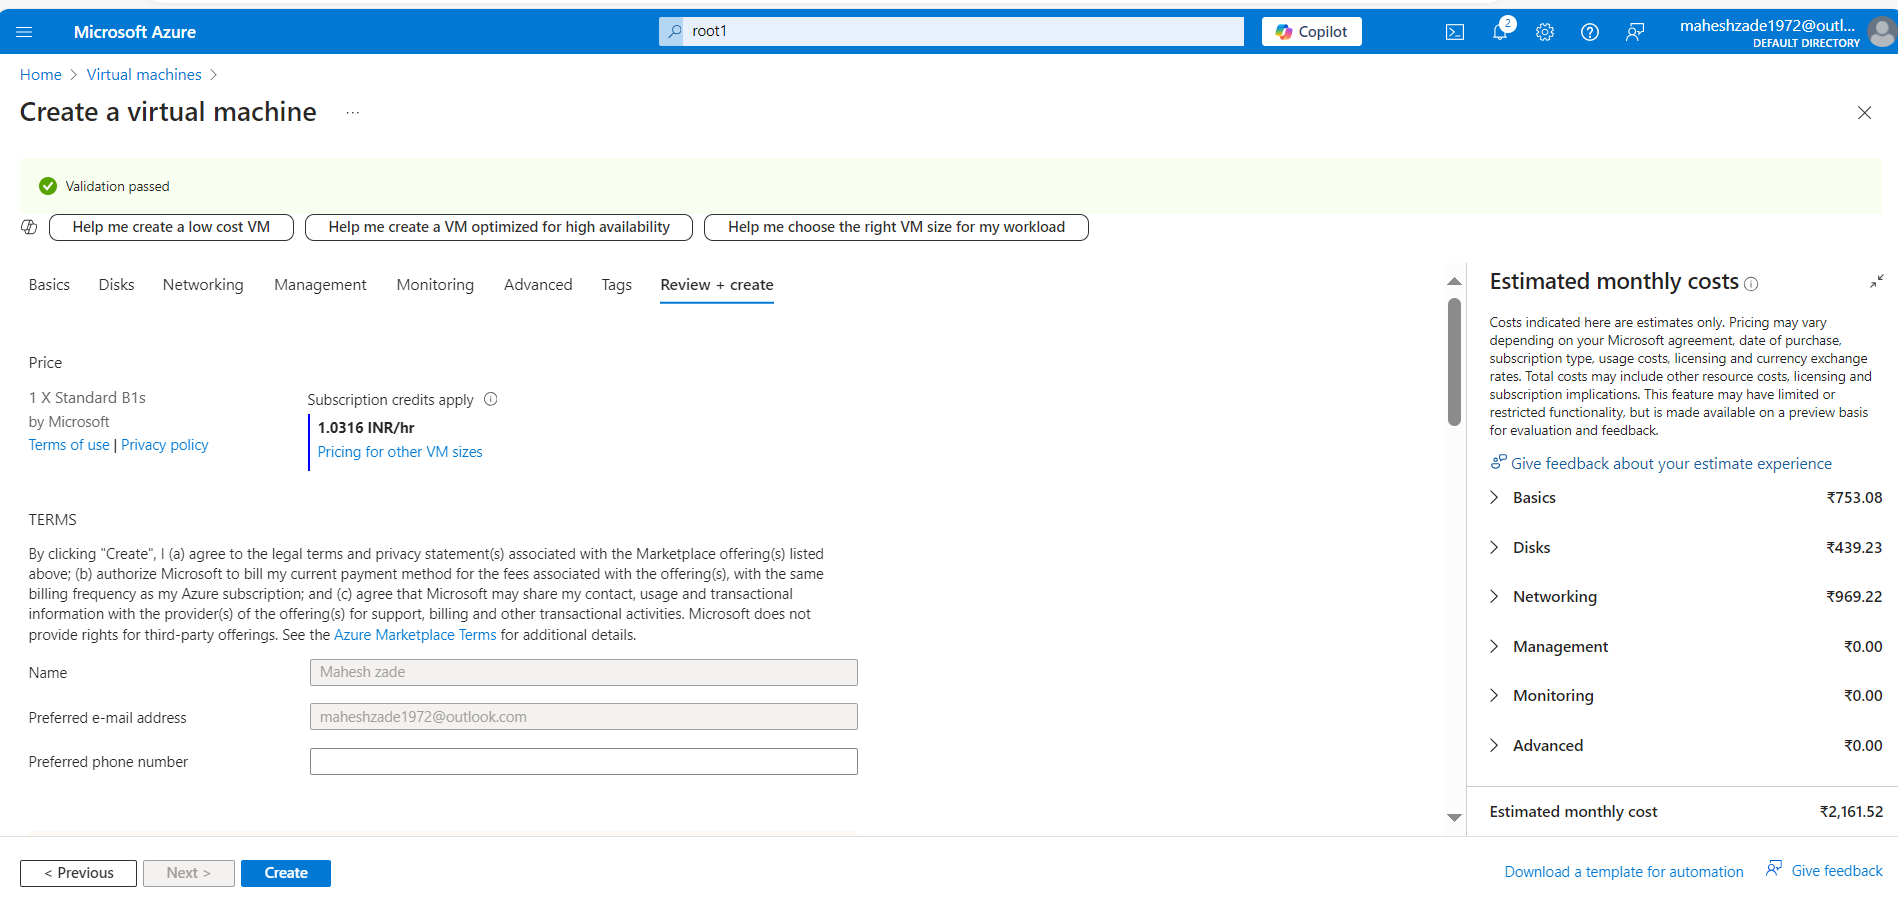 Microsoft Azure
root1
Copilot
2
maheshzade1972@outl...
DEFAULT DIRECTORY
Home > Virtual machines >
Create a virtual machine ...
Validation passed
Help me create a low cost VM
Help me create a VM optimized for high availability
Help me choose the right VM size for my workload
Basics Disks Networking Management Monitoring Advanced Tags Review + create
Price
1 X Standard B1s
by Microsoft
Terms of use | Privacy policy
Subscription credits apply
1.0316 INR/hr
Pricing for other VM sizes
TERMS
By clicking "Create", I (a) agree to the legal terms and privacy statement(s) associated with the Marketplace offering(s) listed
above; (b) authorize Microsoft to bill my current payment method for the fees associated with the offering(s), with the same
billing frequency as my Azure subscription; and (c) agree that Microsoft may share my contact, usage and transactional
information with the provider(s) of the offering(s) for support, billing and other transactional activities. Microsoft does not
provide rights for third-party offerings. See the Azure Marketplace Terms for additional details.
Name
Mahesh zade
Preferred e-mail address
maheshzade1972@outlook.com
Preferred phone number
Estimated monthly costs
Costs indicated here are estimates only. Pricing may vary
depending on your Microsoft agreement, date of purchase,
subscription type, usage costs, licensing and currency exchange
rates. Total costs may include other resource costs, licensing and
subscription implications. This feature may have limited or
restricted functionality, but is made available on a preview basis
for evaluation and feedback.
Give feedback about your estimate experience
Basics ₹753.08
Disks ₹439.23
Networking ₹969.22
Management ₹0.00
Monitoring ₹0.00
Advanced ₹0.00
Estimated monthly cost ₹2,161.52
< Previous
Next >
Create
Download a template for automation
Give feedback